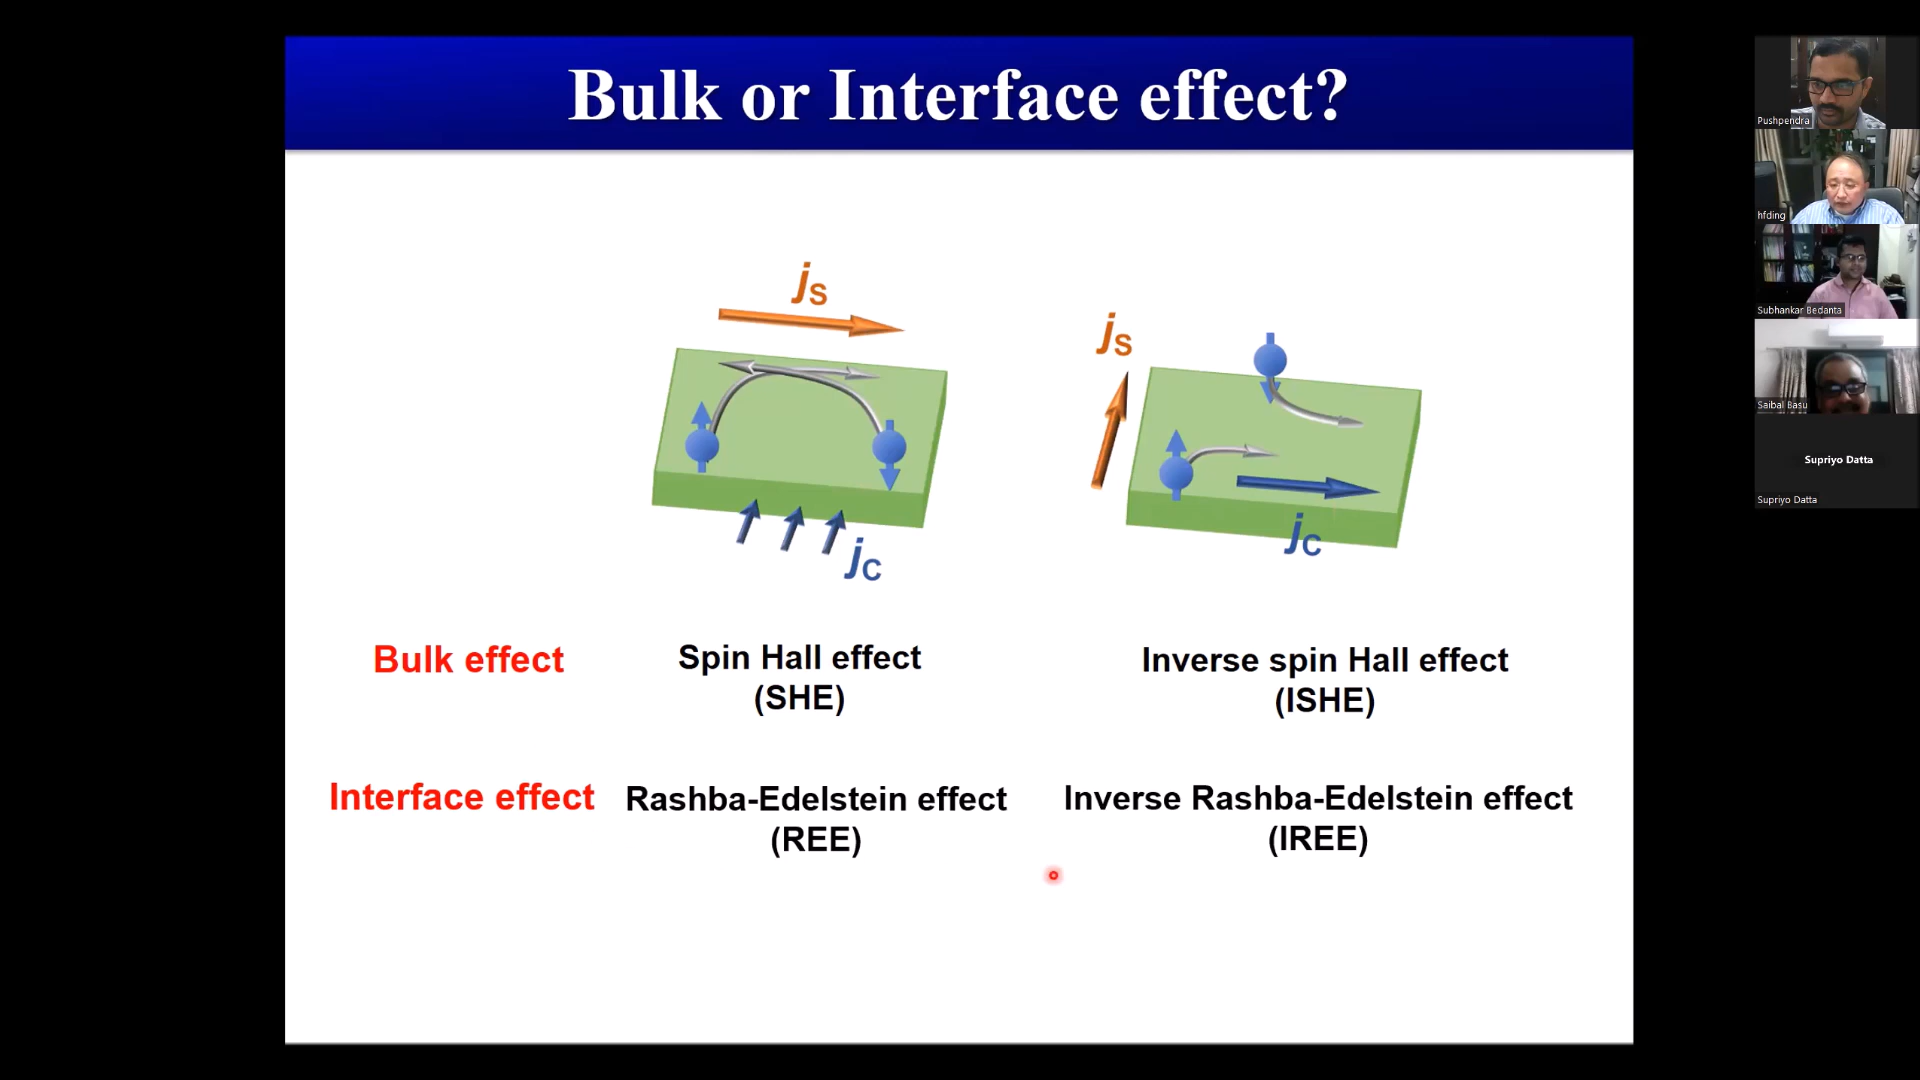 Bulk or Interface effect?
jS
jC
jS
jC
Bulk effect
Spin Hall effect
(SHE)
Inverse spin Hall effect
(ISHE)
Interface effect
Rashba-Edelstein effect
(REE)
Inverse Rashba-Edelstein effect
(IREE)
Pushpendra
hfding
Subhankar Bedanta
Saibal Basu
Supriyo Datta
Supriyo Datta